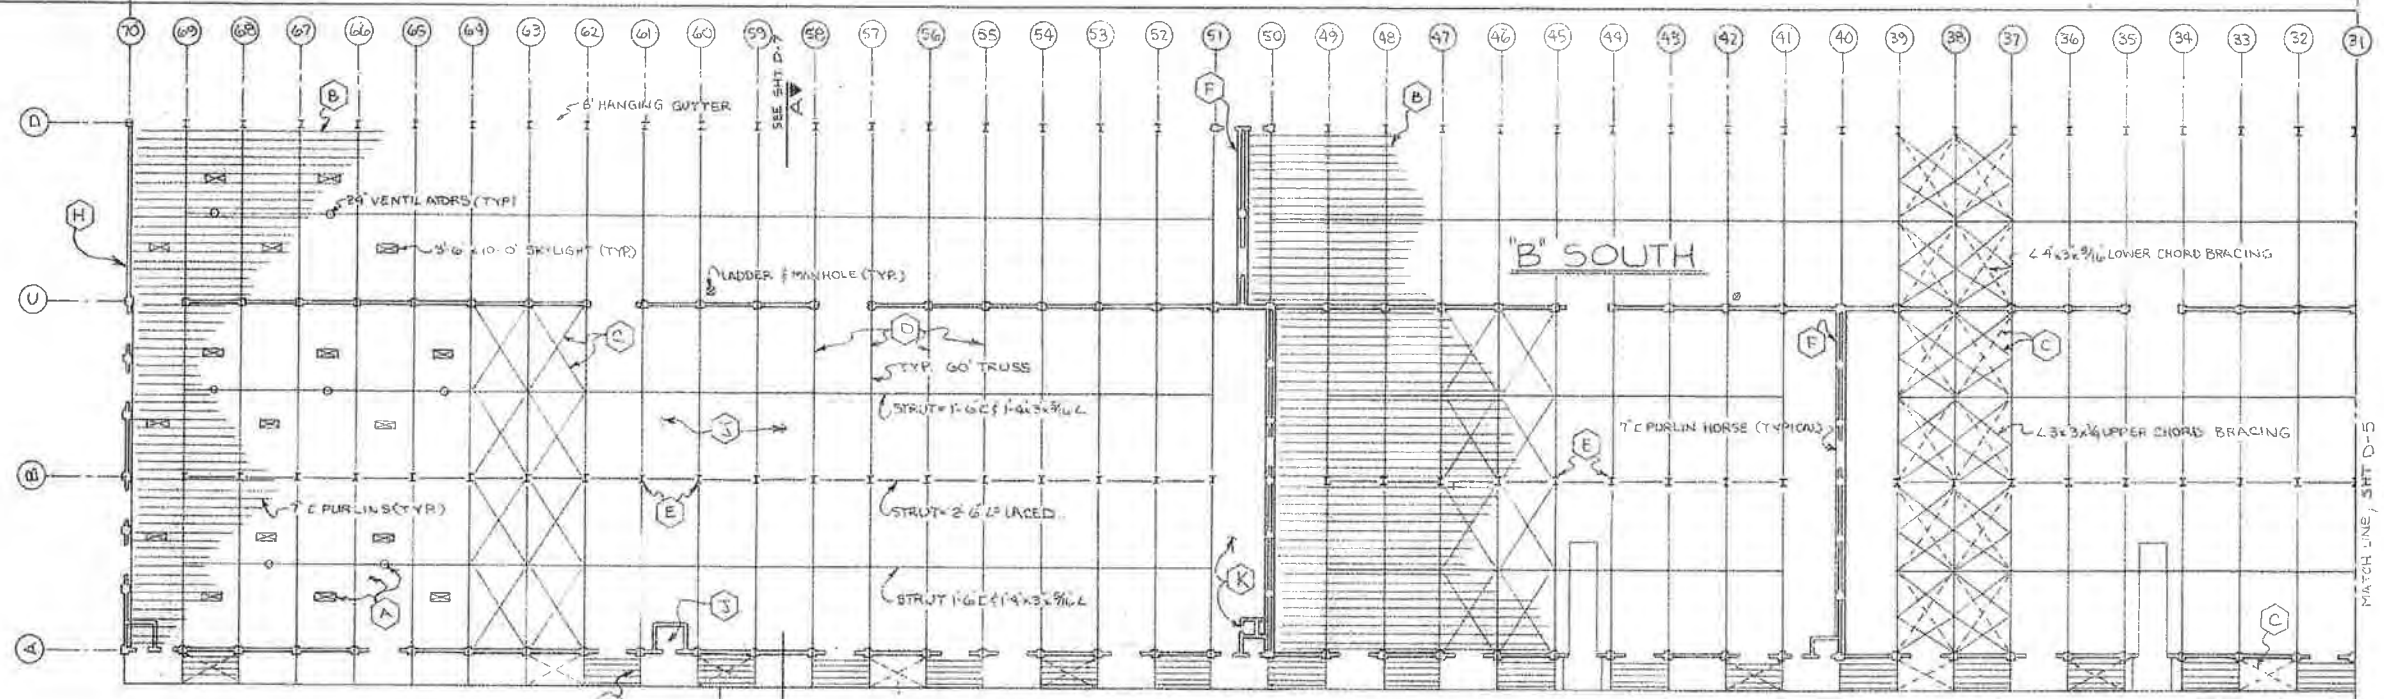 70 69 68 67 66 65 64 63 62 61 60 59 58 57 56 55 54 53 52 51 50 49 48 47 46 45 44 43 42 41 40 39 38 37 36 35 34 33 32 31
SEE SHT D-7
A
B
F
B
6" HANGING GUTTER
D
24" VENTILATORS (TYP)
H
3'-6" x 10'-0" SKYLIGHT (TYP.)
"B" SOUTH
∠4x3x5/16 LOWER CHORD BRACING
LADDER & MANHOLE (TYP.)
U
C
D
F
C
TYP. 60' TRUSS
STRUT=1-6"C & 1-4x3x5/16 L
J
7" C PURLIN HORSE (TYPICAL)
E
∠3x3x1/4 UPPER CHORD BRACING
B
7" C PURLINS (TYP.)
E
STRUT=2-6" Ls LACED
K
A
J
STRUT 1-6"C & 1-4x3x5/16 L
C
A
MATCH LINE, SHT D-5